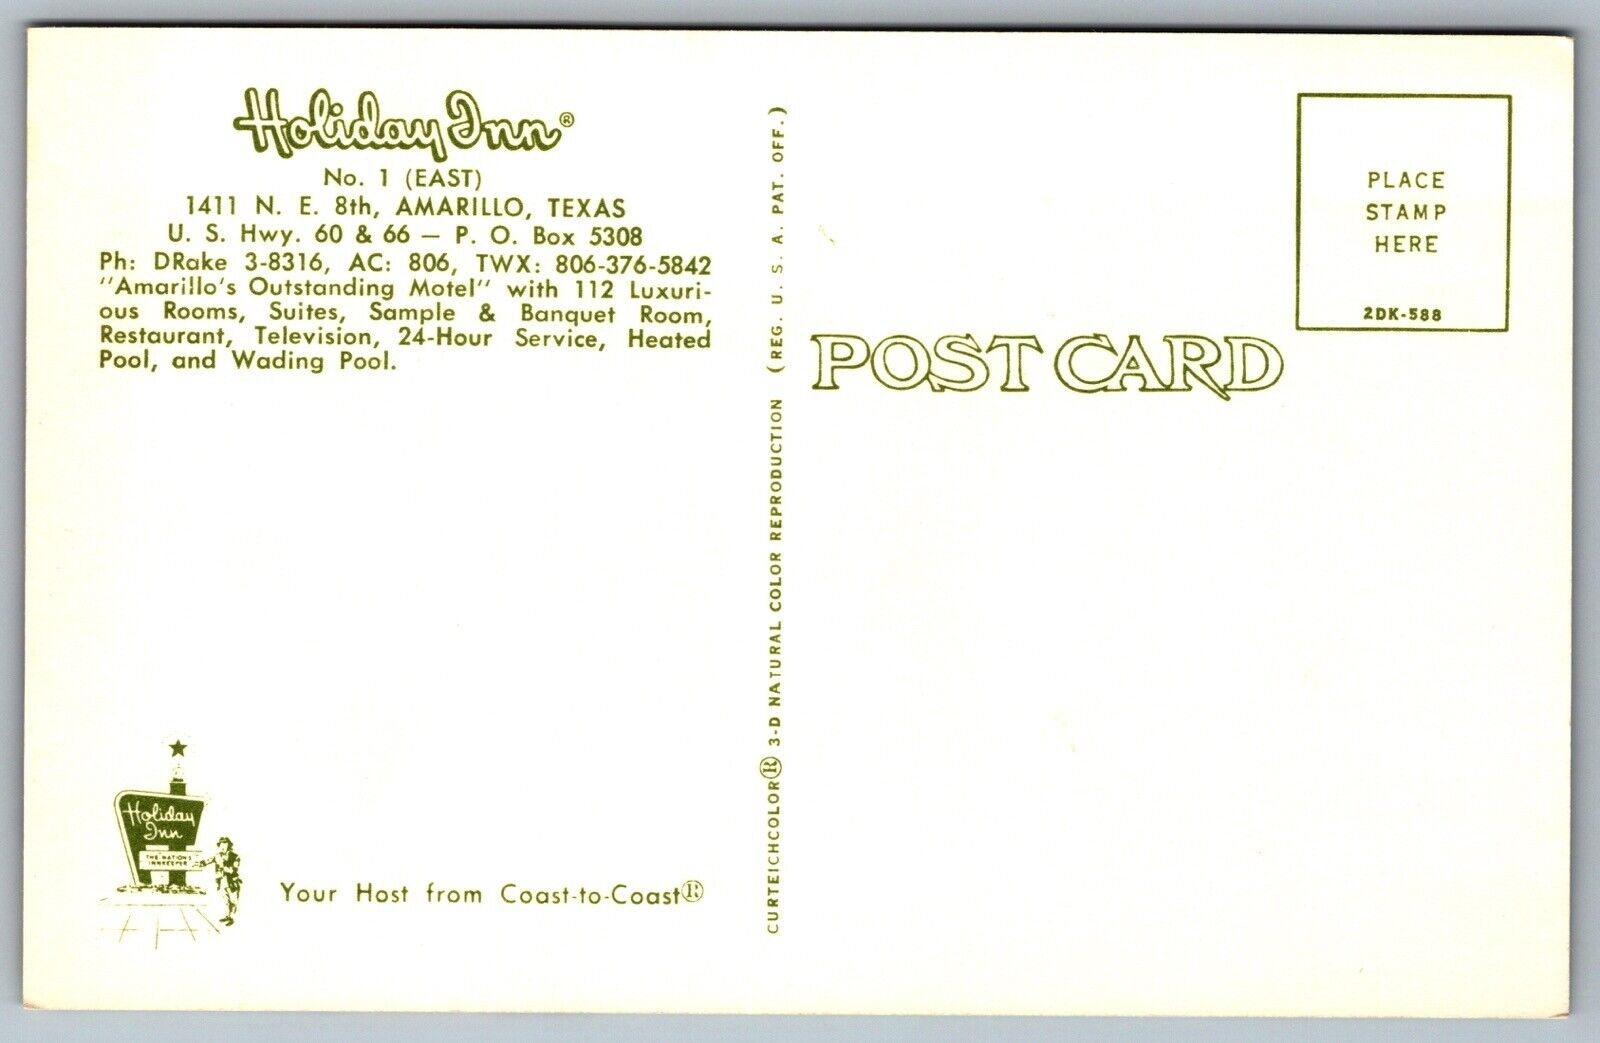 Holiday Inn®
No. 1 (EAST)
1411 N. E. 8th, AMARILLO, TEXAS
U. S. Hwy. 60 & 66 — P. O. Box 5308
Ph: DRake 3-8316, AC: 806, TWX: 806-376-5842
"Amarillo's Outstanding Motel" with 112 Luxuri-
ous Rooms, Suites, Sample & Banquet Room,
Restaurant, Television, 24-Hour Service, Heated
Pool, and Wading Pool.
Holiday
Inn
THE NATION'S
INNKEEPER
Your Host from Coast-to-Coast®
CURTEICHCOLOR® 3-D NATURAL COLOR REPRODUCTION (REG. U. S. A. PAT. OFF.)
POST CARD
PLACE
STAMP
HERE
2DK-588